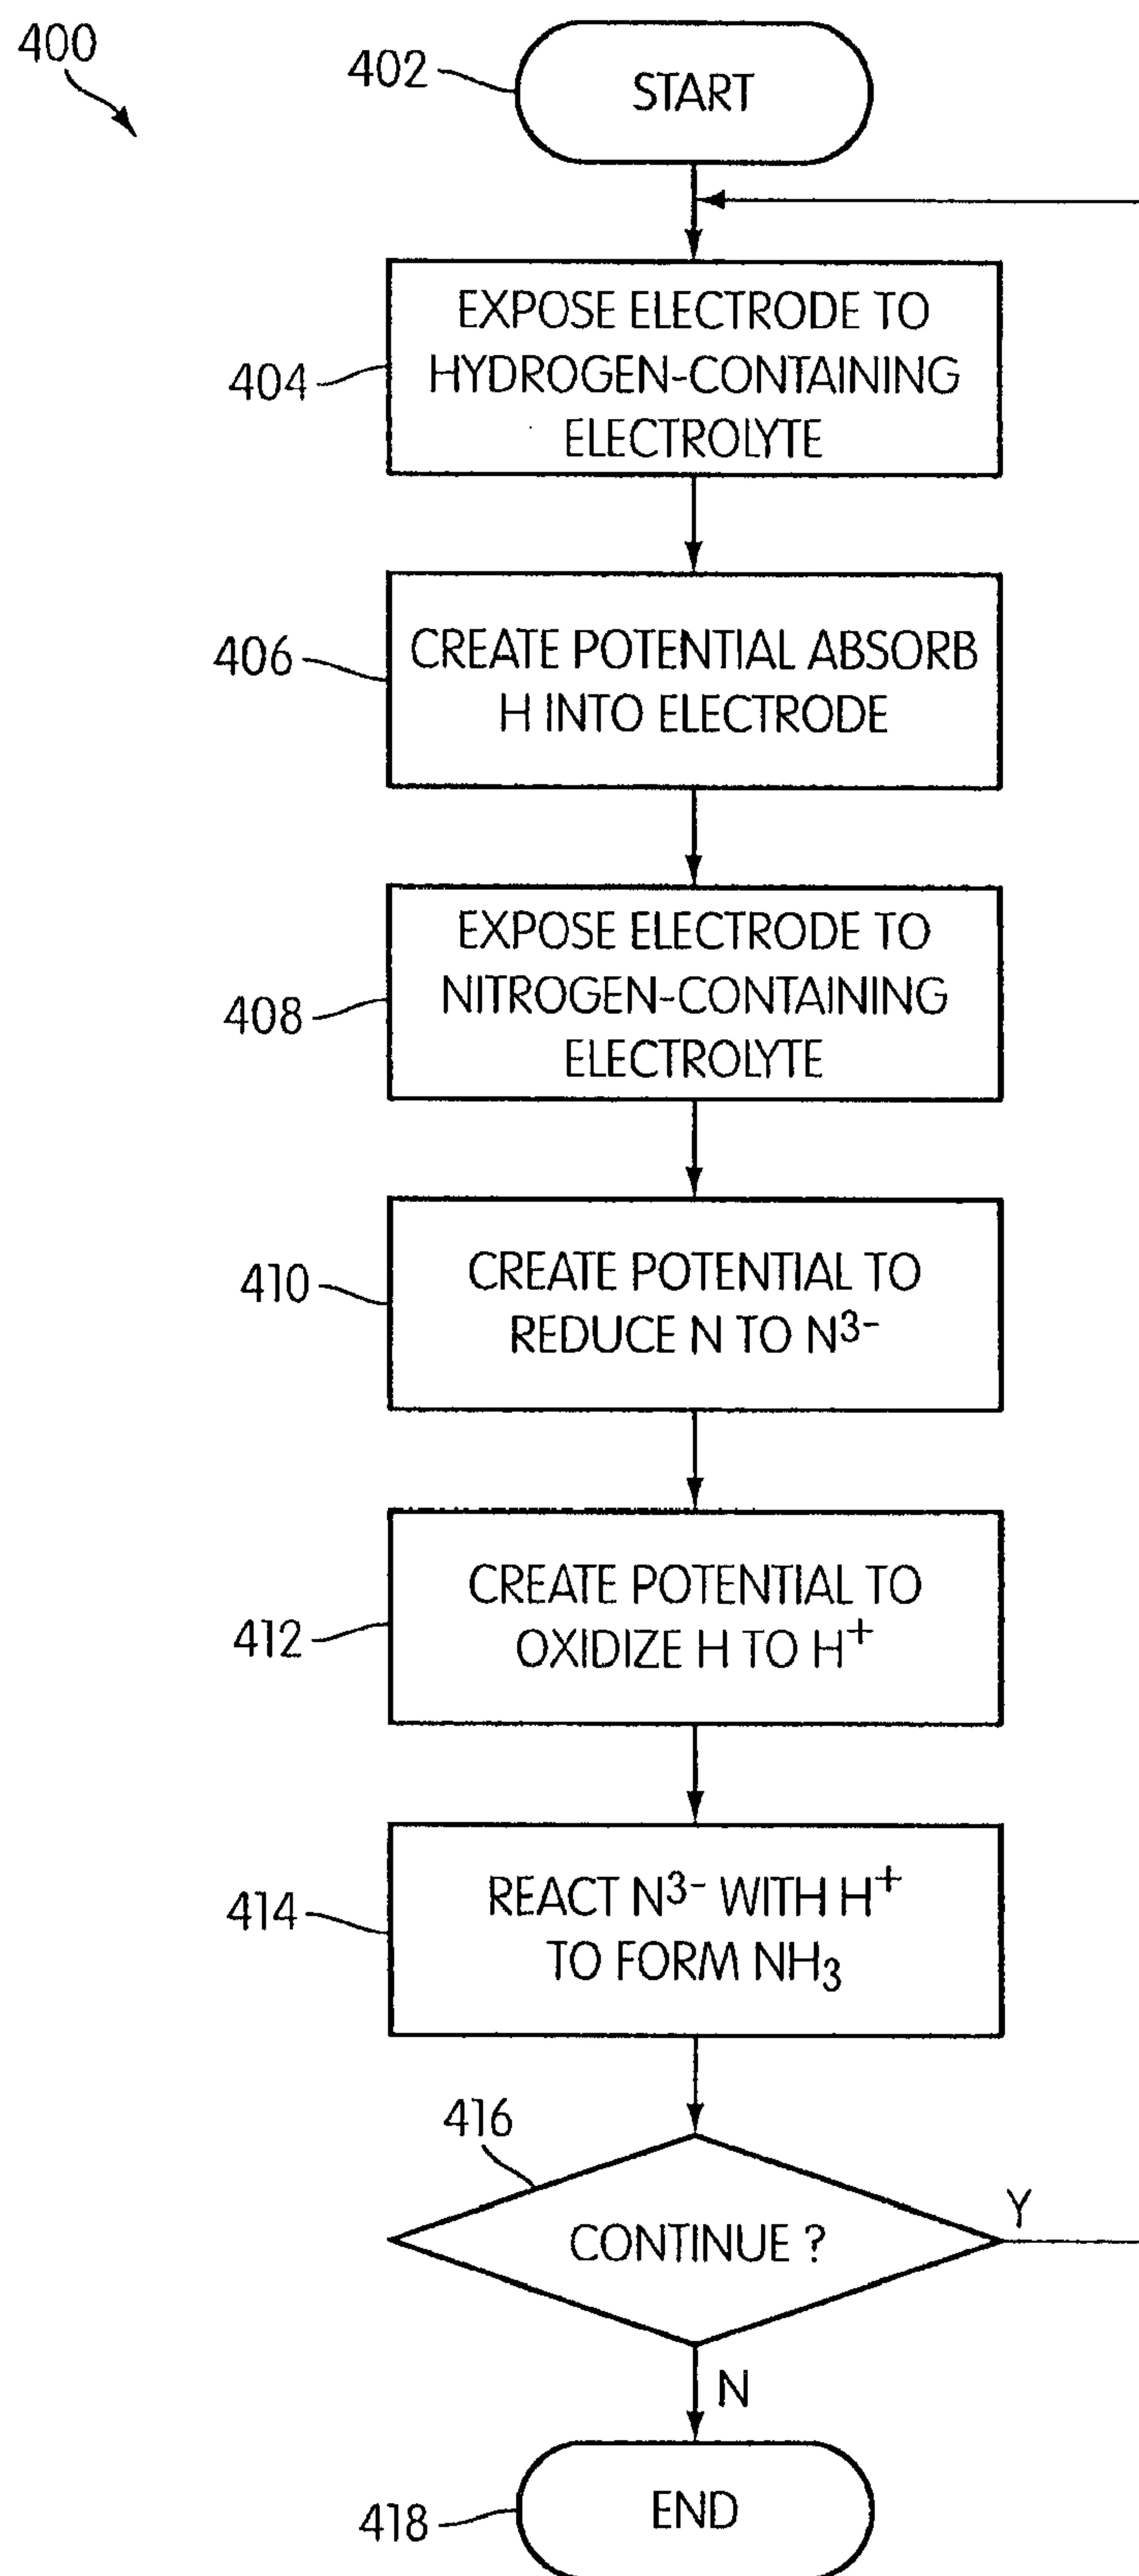 400
402
START
EXPOSE ELECTRODE TO
HYDROGEN-CONTAINING
ELECTROLYTE
404
CREATE POTENTIAL ABSORB
H INTO ELECTRODE
406
EXPOSE ELECTRODE TO
NITROGEN-CONTAINING
ELECTROLYTE
408
CREATE POTENTIAL TO
REDUCE N TO N³⁻
410
CREATE POTENTIAL TO
OXIDIZE H TO H⁺
412
REACT N³⁻ WITH H⁺
TO FORM NH₃
414
416
CONTINUE ?
Y
N
END
418